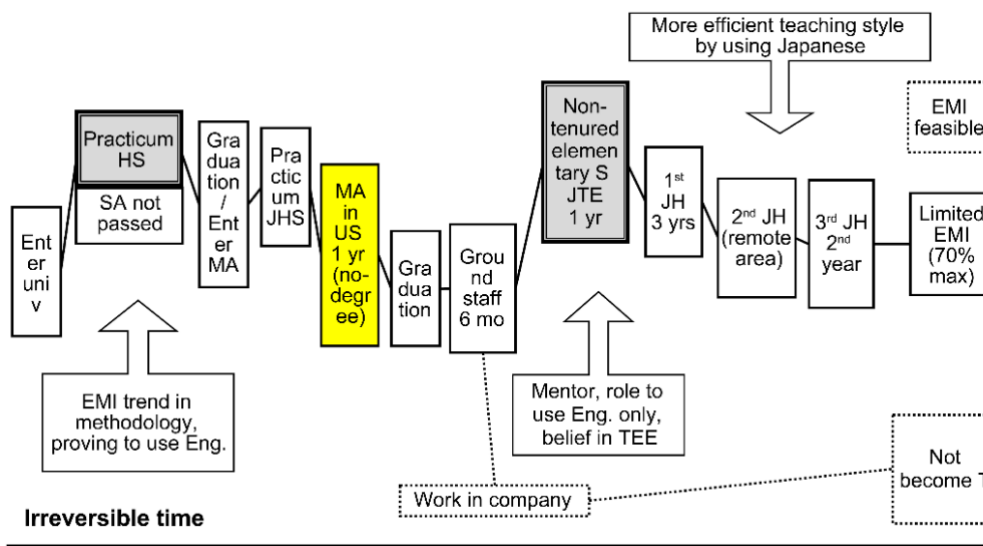 More efficient teaching style
by using Japanese
EMI
feasible
Practicum
HS
SA not
passed
Ent
er uni
v
Gra
duation
/
Enter
MA
Pra
ctic
um
JHS
MA
in
US
1 yr
(no-
degr
ee)
Gra
dua
tion
Grou
nd
staff
6 mo
Non-
tenured
elemen
tary S
JTE
1 yr
1st
JH
3 yrs
2nd JH
(remote
area)
3rd JH
2nd
year
Limited
EMI
(70%
max)
EMI trend in
methodology,
proving to use Eng.
Mentor, role to
use Eng. only,
belief in TEE
Work in company
Not
become T
Irreversible time